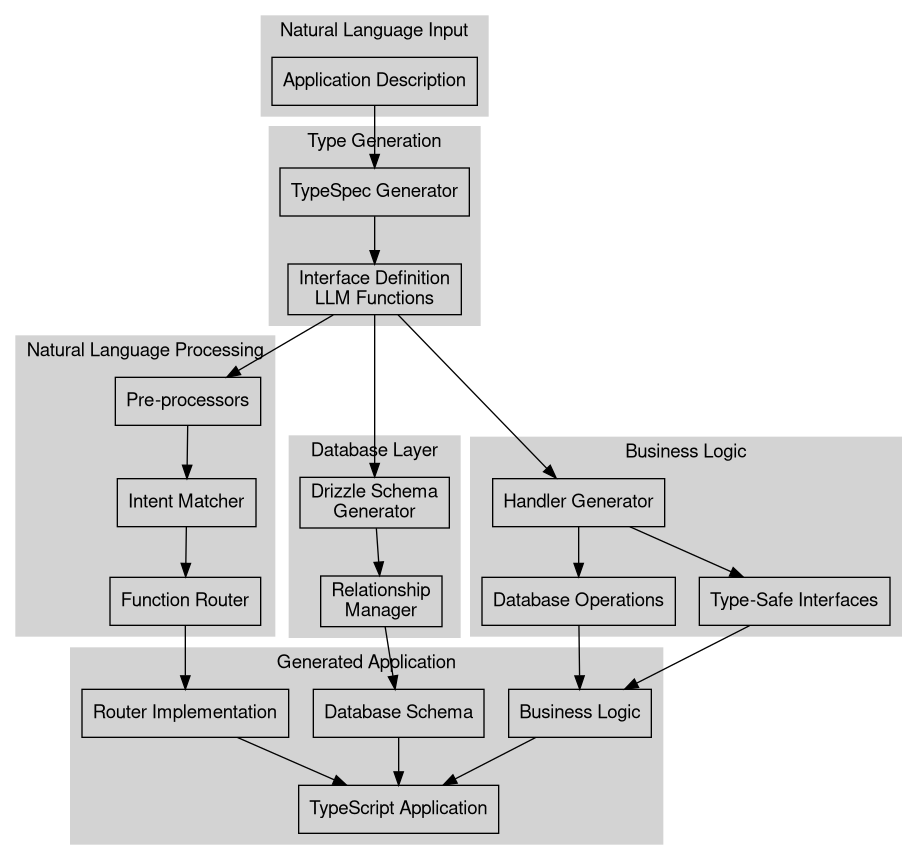 Natural Language Input
Application Description
Type Generation
TypeSpec Generator
Interface Definition
LLM Functions
Natural Language Processing
Pre-processors
Intent Matcher
Function Router
Database Layer
Drizzle Schema
Generator
Relationship
Manager
Business Logic
Handler Generator
Database Operations
Type-Safe Interfaces
Generated Application
Router Implementation
Database Schema
Business Logic
TypeScript Application